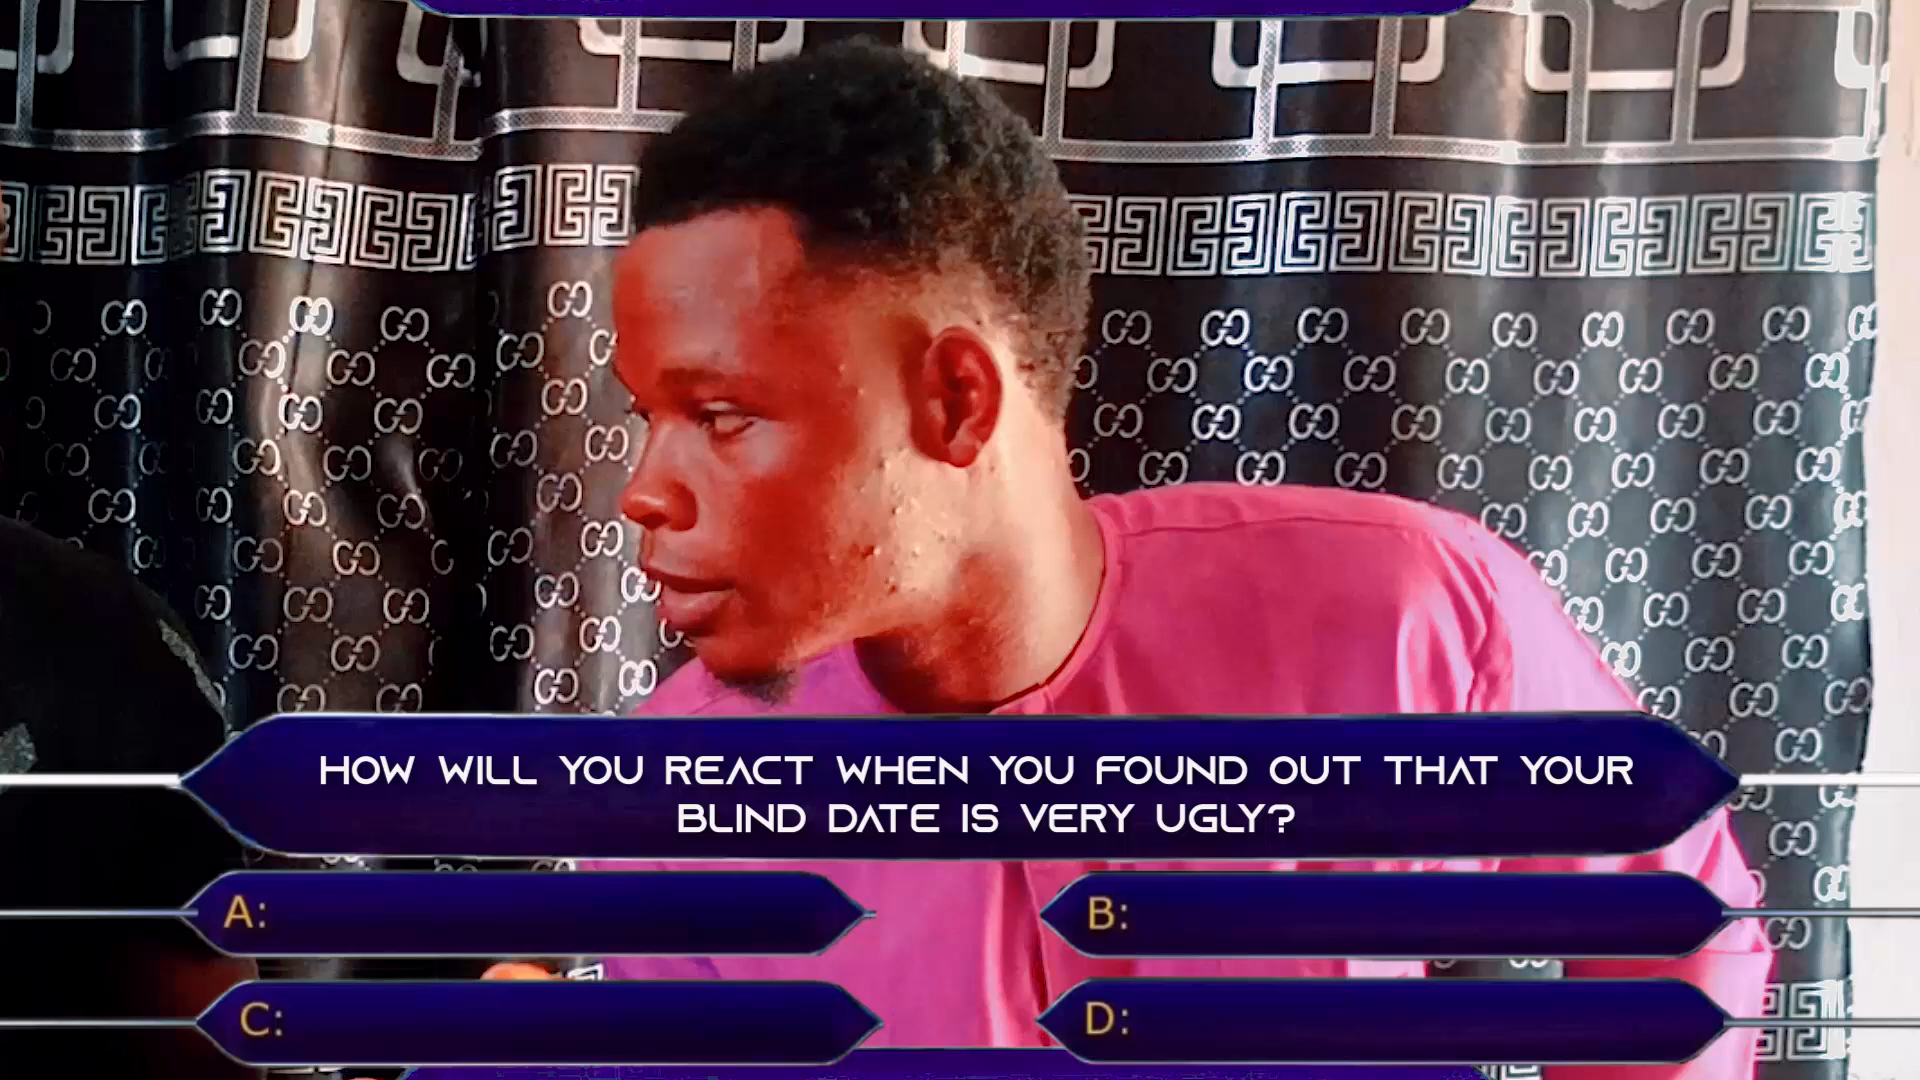 HOW WILL YOU REACT WHEN YOU FOUND OUT THAT YOUR
BLIND DATE IS VERY UGLY?
A:
B:
C:
D: